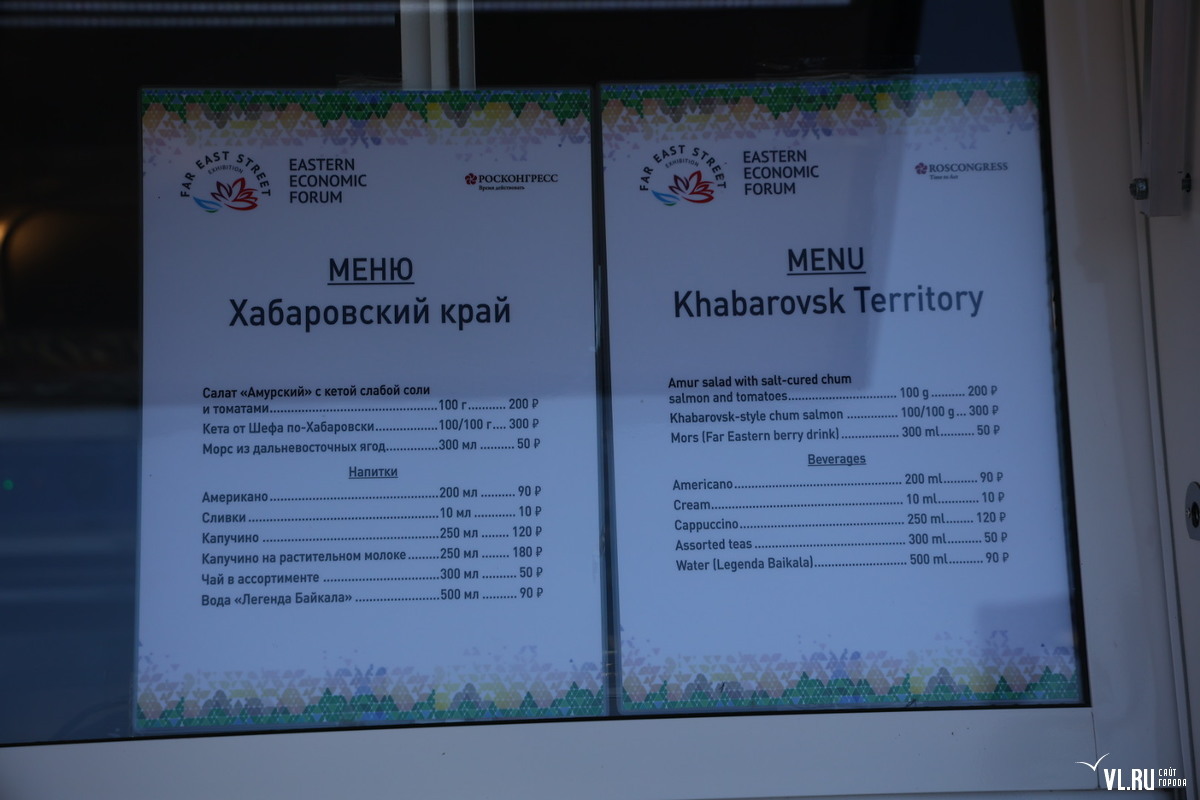 FAR EAST STREET
EXHIBITION
EASTERN
ECONOMIC
FORUM
РОСКОНГРЕСС
Время действовать
МЕНЮ
Хабаровский край
Салат «Амурский» с кетой слабой соли
и томатами........................................100 г.......... 200 ₽
Кета от Шефа по-Хабаровски...............100/100 г.... 300 ₽
Морс из дальневосточных ягод.............300 мл ........ 50 ₽
Напитки
Американо.........................................200 мл ......... 90 ₽
Сливки ..............................................10 мл .......... 10 ₽
Капучино ...........................................250 мл ....... 120 ₽
Капучино на растительном молоке.......250 мл ....... 180 ₽
Чай в ассортименте ............................300 мл ......... 50 ₽
Вода «Легенда Байкала» .....................500 мл ......... 90 ₽
FAR EAST STREET
EXHIBITION
EASTERN
ECONOMIC
FORUM
ROSCONGRESS
Time to Act
MENU
Khabarovsk Territory
Amur salad with salt-cured chum
salmon and tomatoes........................... 100 g ......... 200 ₽
Khabarovsk-style chum salmon ............ 100/100 g... 300 ₽
Mors (Far Eastern berry drink)............... 300 ml......... 50 ₽
Beverages
Americano.......................................... 200 ml......... 90 ₽
Cream................................................ 10 ml.......... 10 ₽
Cappuccino......................................... 250 ml....... 120 ₽
Assorted teas ..................................... 300 ml......... 50 ₽
Water (Legenda Baikala)....................... 500 ml......... 90 ₽
VL.RU САЙТ ГОРОДА